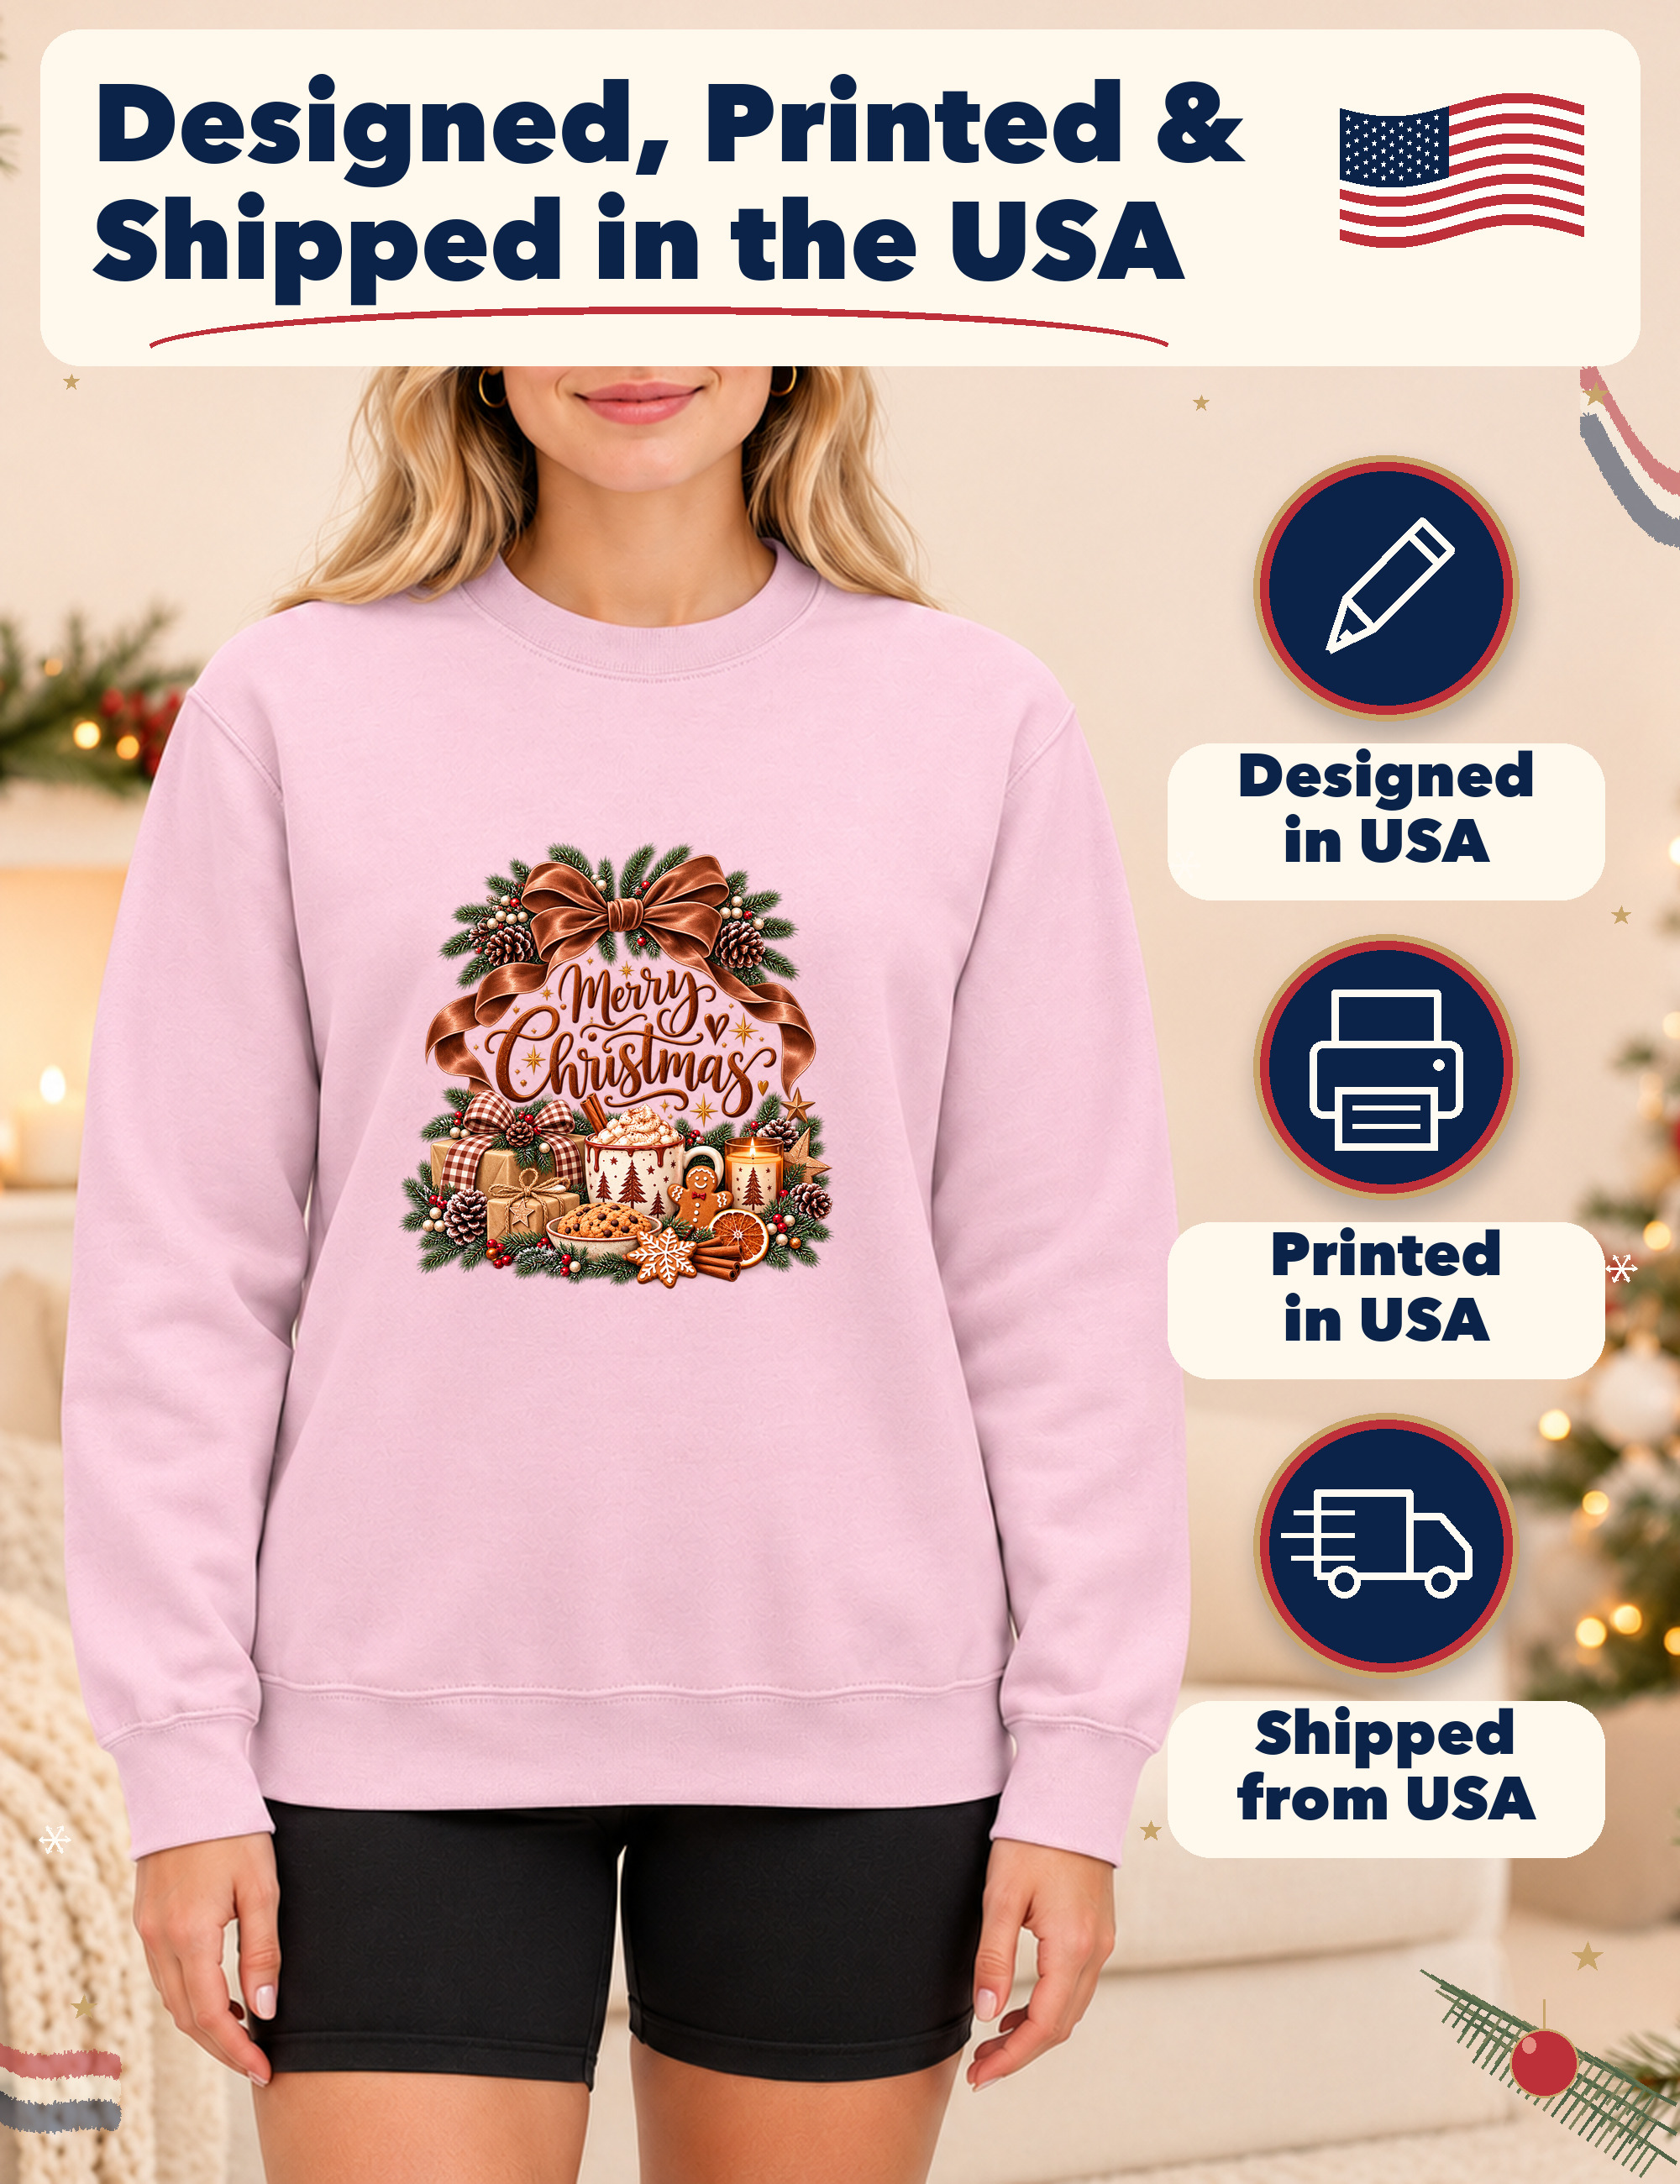 Designed, Printed &
Shipped in the USA
Merry
Christmas
Designed
in USA
Printed
in USA
Shipped
from USA